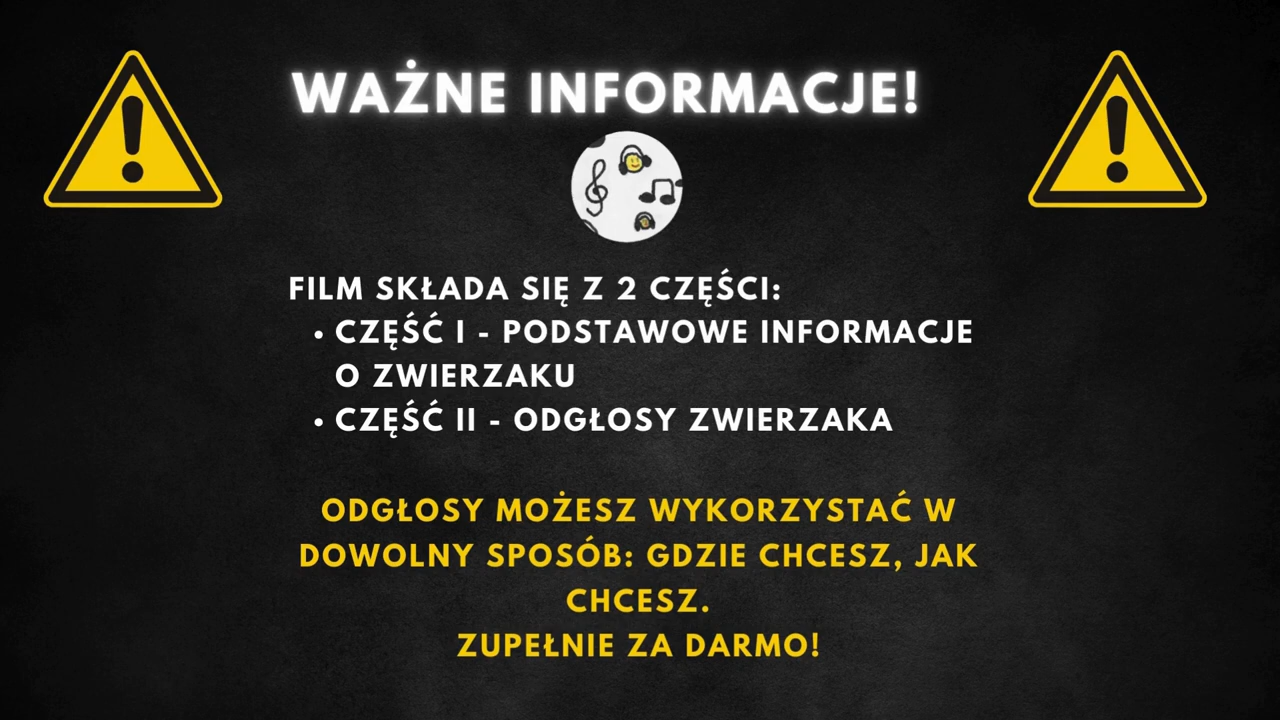 WAŻNE INFORMACJE!
FILM SKŁADA SIĘ Z 2 CZĘŚCI:
• CZĘŚĆ I - PODSTAWOWE INFORMACJE
O ZWIERZAKU
• CZĘŚĆ II - ODGŁOSY ZWIERZAKA
ODGŁOSY MOŻESZ WYKORZYSTAĆ W
DOWOLNY SPOSÓB: GDZIE CHCESZ, JAK
CHCESZ.
ZUPEŁNIE ZA DARMO!